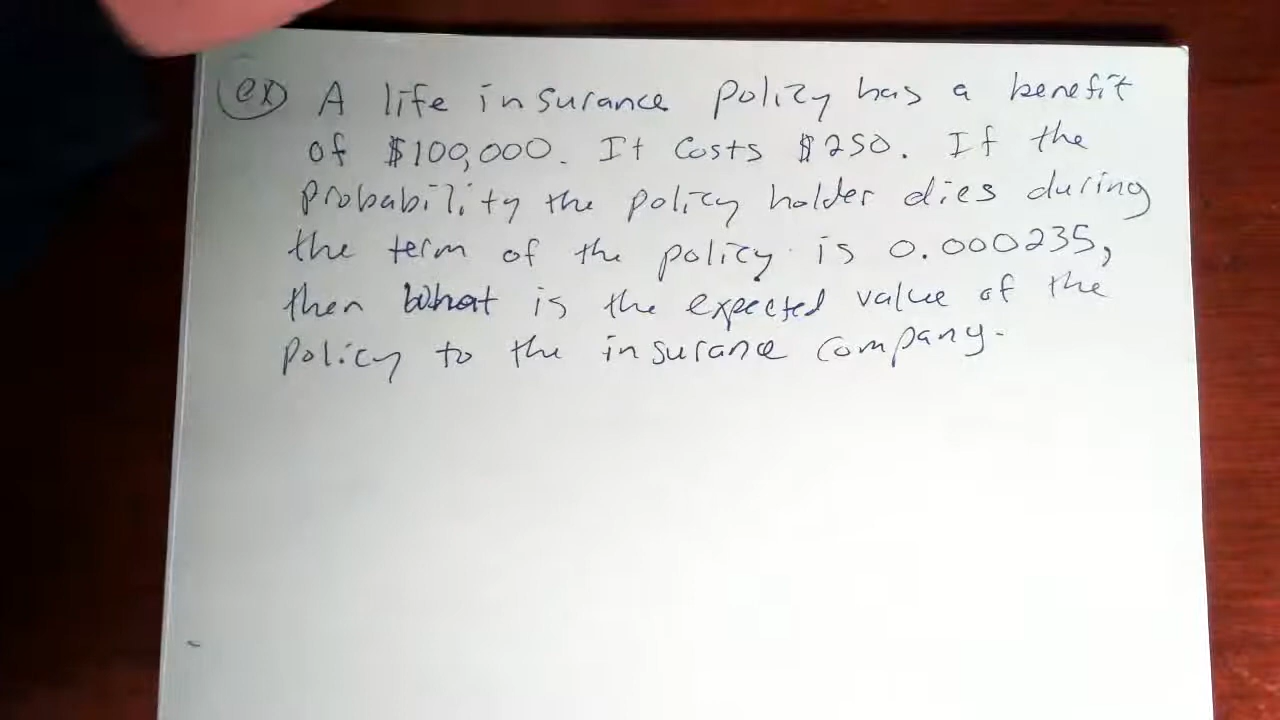 ex) A life insurance policy has a benefit
of $100,000. It costs $250. If the
probability the policy holder dies during
the term of the policy is 0.000235,
then what is the expected value of the
policy to the insurance company.